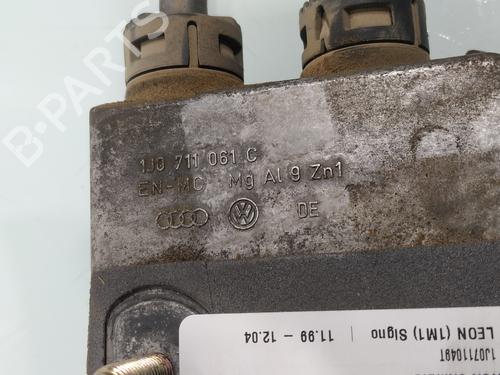 1J0 711 061 C
EN-MC Mg Al 9 Zn1
DE
B-PARTS
1J0711049T
LEON (1M1) Signo | 11.99 - 12.04